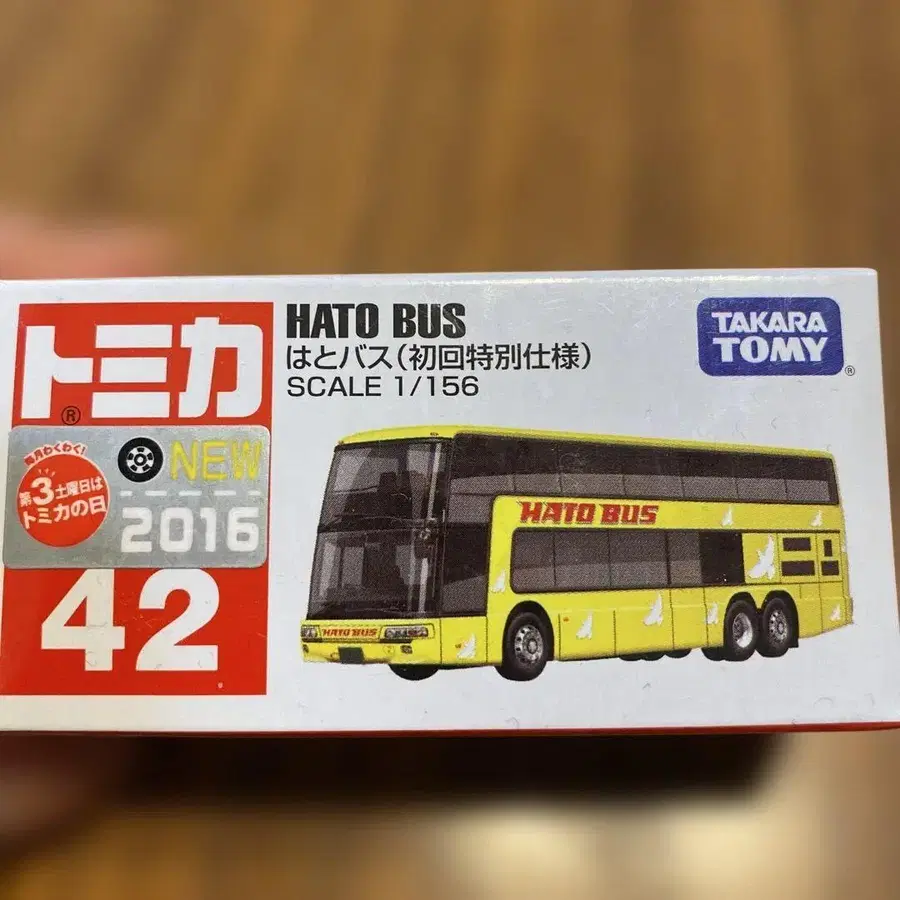 トミカ®
HATO BUS
はとバス(初回特別仕様)
SCALE 1/156
TAKARA
TOMY®
毎月わくわく!
第3土曜日は
トミカの日
NEW
2016
42
HATO BUS
HATO BUS